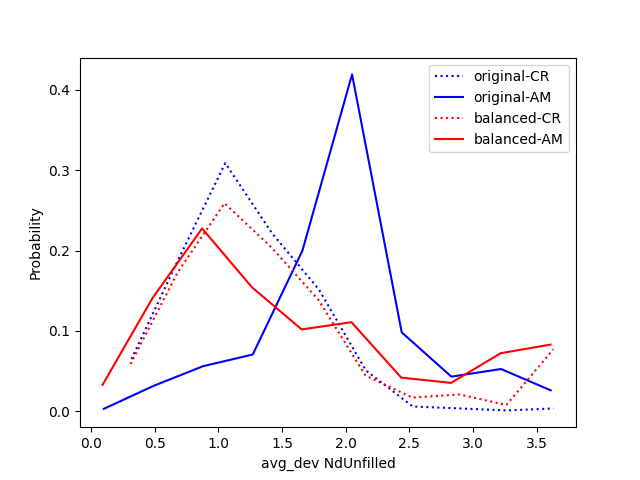 original-CR
original-AM
balanced-CR
balanced-AM
Probability
0.4
0.3
0.2
0.1
0.0
0.0 0.5 1.0 1.5 2.0 2.5 3.0 3.5
avg_dev NdUnfilled